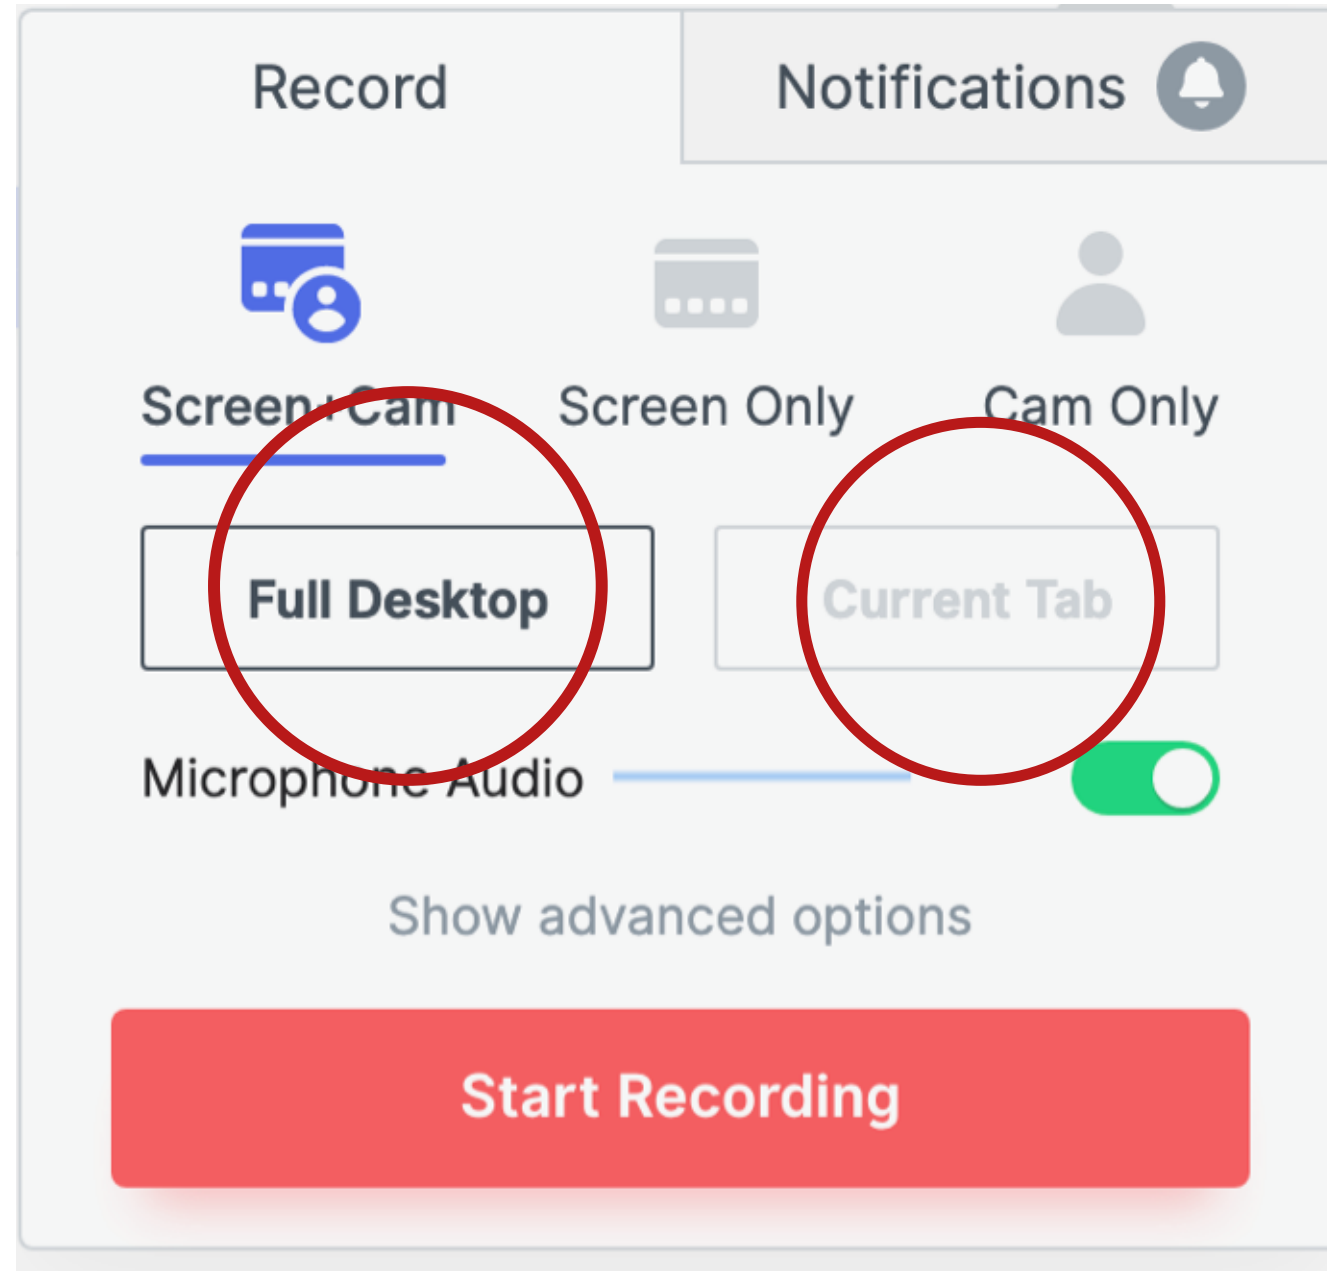 Record
Notifications
Screen+Cam
Screen Only
Cam Only
Full Desktop
Current Tab
Microphone Audio
Show advanced options
Start Recording